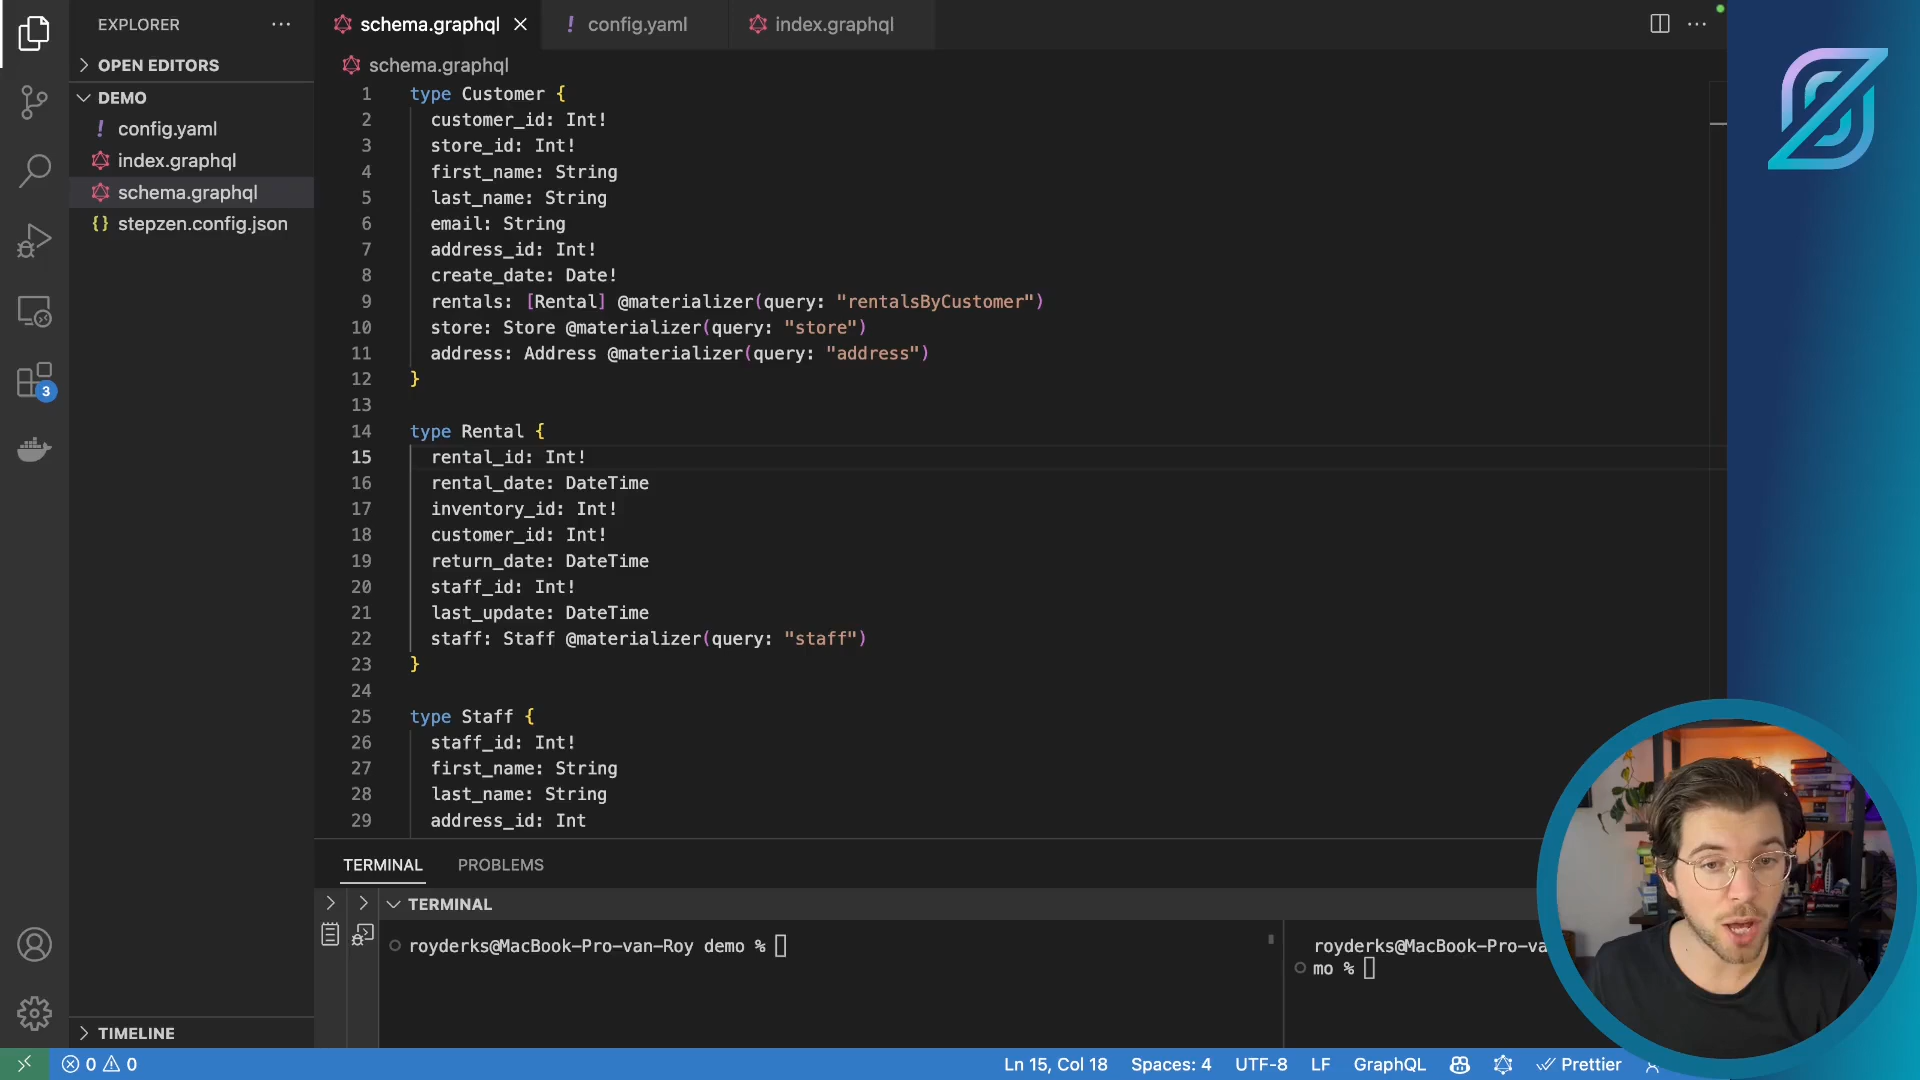 EXPLORER
schema.graphql
config.yaml
index.graphql
OPEN EDITORS
DEMO
config.yaml
index.graphql
schema.graphql
stepzen.config.json
schema.graphql
1 type Customer {
2 customer_id: Int!
3 store_id: Int!
4 first_name: String
5 last_name: String
6 email: String
7 address_id: Int!
8 create_date: Date!
9 rentals: [Rental] @materializer(query: "rentalsByCustomer")
10 store: Store @materializer(query: "store")
11 address: Address @materializer(query: "address")
12 }
13
14 type Rental {
15 rental_id: Int!
16 rental_date: DateTime
17 inventory_id: Int!
18 customer_id: Int!
19 return_date: DateTime
20 staff_id: Int!
21 last_update: DateTime
22 staff: Staff @materializer(query: "staff")
23 }
24
25 type Staff {
26 staff_id: Int!
27 first_name: String
28 last_name: String
29 address_id: Int
3
TERMINAL PROBLEMS
TERMINAL
royderks@MacBook-Pro-van-Roy demo %
royderks@MacBook-Pro-va
mo %
TIMELINE
0 0
Ln 15, Col 18 Spaces: 4 UTF-8 LF GraphQL Prettier